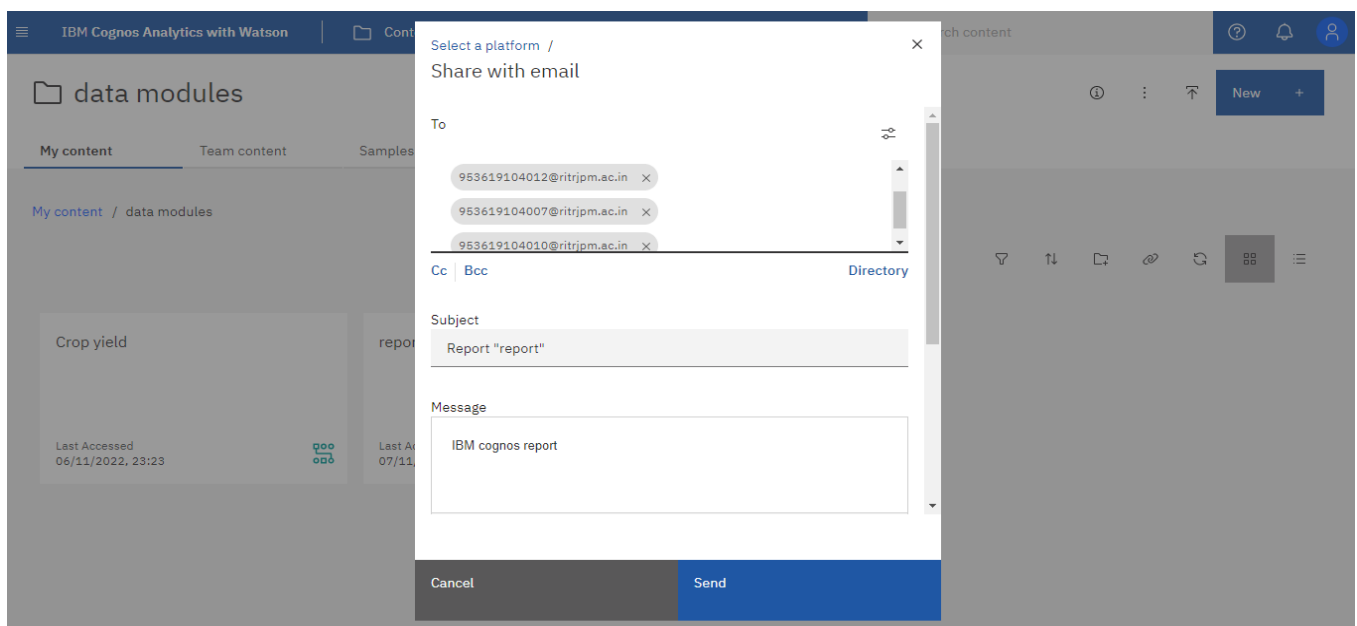 IBM Cognos Analytics with Watson
Cont
rch content
data modules
New +
My content Team content Samples
My content / data modules
Crop yield
Last Accessed
06/11/2022, 23:23
repor
Last Ac
07/11,
Select a platform /
Share with email
To
953619104012@ritrjpm.ac.in
953619104007@ritrjpm.ac.in
953619104010@ritrjpm.ac.in
Cc Bcc Directory
Subject
Report "report"
Message
IBM cognos report
Cancel Send